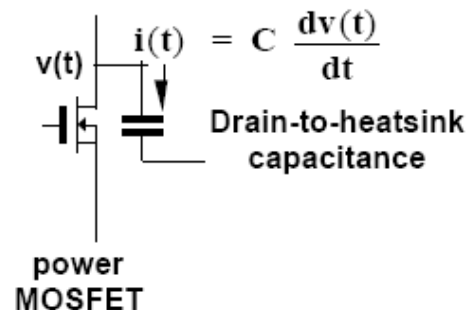 i(t) = C dv(t)/dt
v(t)
Drain-to-heatsink
capacitance
power
MOSFET